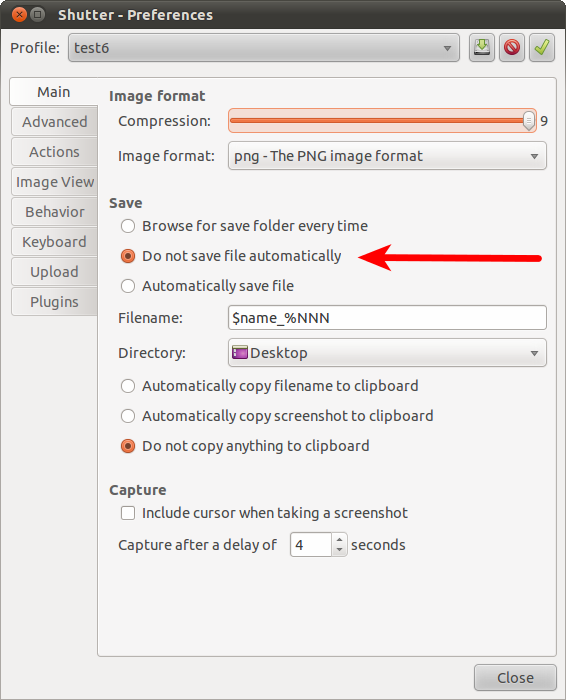 Shutter - Preferences
Profile: test6
Main
Advanced
Actions
Image View
Behavior
Keyboard
Upload
Plugins
Image format
Compression: 9
Image format: png - The PNG image format
Save
Browse for save folder every time
Do not save file automatically
Automatically save file
Filename: $name_%NNN
Directory: Desktop
Automatically copy filename to clipboard
Automatically copy screenshot to clipboard
Do not copy anything to clipboard
Capture
Include cursor when taking a screenshot
Capture after a delay of 4 seconds
Close